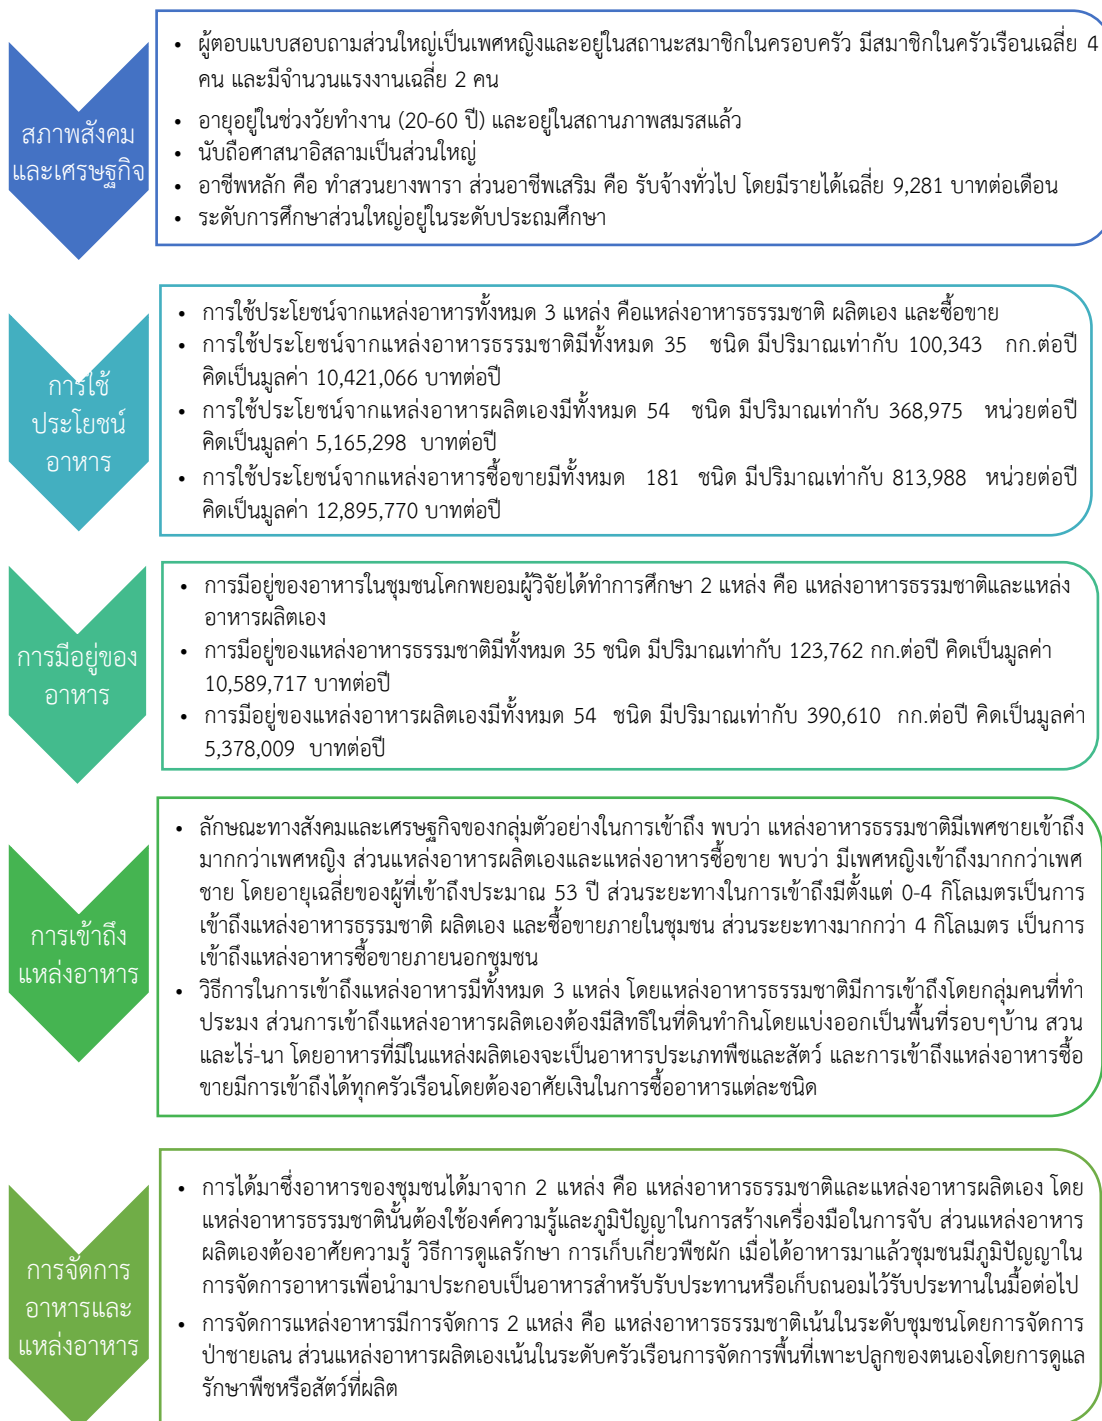 สภาพสังคม
และเศรษฐกิจ
• ผู้ตอบแบบสอบถามส่วนใหญ่เป็นเพศหญิงและอยู่ในสถานะสมาชิกในครอบครัว มีสมาชิกในครัวเรือนเฉลี่ย 4
คน และมีจำนวนแรงงานเฉลี่ย 2 คน
• อายุอยู่ในช่วงวัยทำงาน (20-60 ปี) และอยู่ในสถานภาพสมรสแล้ว
• นับถือศาสนาอิสลามเป็นส่วนใหญ่
• อาชีพหลัก คือ ทำสวนยางพารา ส่วนอาชีพเสริม คือ รับจ้างทั่วไป โดยมีรายได้เฉลี่ย 9,281 บาทต่อเดือน
• ระดับการศึกษาส่วนใหญ่อยู่ในระดับประถมศึกษา
การใช้
ประโยชน์
อาหาร
• การใช้ประโยชน์จากแหล่งอาหารทั้งหมด 3 แหล่ง คือแหล่งอาหารธรรมชาติ ผลิตเอง และซื้อขาย
• การใช้ประโยชน์จากแหล่งอาหารธรรมชาติมีทั้งหมด 35 ชนิด มีปริมาณเท่ากับ 100,343 กก.ต่อปี
คิดเป็นมูลค่า 10,421,066 บาทต่อปี
• การใช้ประโยชน์จากแหล่งอาหารผลิตเองมีทั้งหมด 54 ชนิด มีปริมาณเท่ากับ 368,975 หน่วยต่อปี
คิดเป็นมูลค่า 5,165,298 บาทต่อปี
• การใช้ประโยชน์จากแหล่งอาหารซื้อขายมีทั้งหมด 181 ชนิด มีปริมาณเท่ากับ 813,988 หน่วยต่อปี
คิดเป็นมูลค่า 12,895,770 บาทต่อปี
การมีอยู่ของ
อาหาร
• การมีอยู่ของอาหารในชุมชนโคกพยอมผู้วิจัยได้ทำการศึกษา 2 แหล่ง คือ แหล่งอาหารธรรมชาติและแหล่ง
อาหารผลิตเอง
• การมีอยู่ของแหล่งอาหารธรรมชาติมีทั้งหมด 35 ชนิด มีปริมาณเท่ากับ 123,762 กก.ต่อปี คิดเป็นมูลค่า
10,589,717 บาทต่อปี
• การมีอยู่ของแหล่งอาหารผลิตเองมีทั้งหมด 54 ชนิด มีปริมาณเท่ากับ 390,610 กก.ต่อปี คิดเป็นมูลค่า
5,378,009 บาทต่อปี
การเข้าถึง
แหล่งอาหาร
• ลักษณะทางสังคมและเศรษฐกิจของกลุ่มตัวอย่างในการเข้าถึง พบว่า แหล่งอาหารธรรมชาติมีเพศชายเข้าถึง
มากกว่าเพศหญิง ส่วนแหล่งอาหารผลิตเองและแหล่งอาหารซื้อขาย พบว่า มีเพศหญิงเข้าถึงมากกว่าเพศ
ชาย โดยอายุเฉลี่ยของผู้ที่เข้าถึงประมาณ 53 ปี ส่วนระยะทางในการเข้าถึงมีตั้งแต่ 0-4 กิโลเมตรเป็นการ
เข้าถึงแหล่งอาหารธรรมชาติ ผลิตเอง และซื้อขายภายในชุมชน ส่วนระยะทางมากกว่า 4 กิโลเมตร เป็นการ
เข้าถึงแหล่งอาหารซื้อขายภายนอกชุมชน
• วิธีการในการเข้าถึงแหล่งอาหารมีทั้งหมด 3 แหล่ง โดยแหล่งอาหารธรรมชาติมีการเข้าถึงโดยกลุ่มคนที่ทำ
ประมง ส่วนการเข้าถึงแหล่งอาหารผลิตเองต้องมีสิทธิในที่ดินทำกินโดยแบ่งออกเป็นพื้นที่รอบๆบ้าน สวน
และไร่-นา โดยอาหารที่มีในแหล่งผลิตเองจะเป็นอาหารประเภทพืชและสัตว์ และการเข้าถึงแหล่งอาหารซื้อ
ขายมีการเข้าถึงได้ทุกครัวเรือนโดยต้องอาศัยเงินในการซื้ออาหารแต่ละชนิด
การจัดการ
อาหารและ
แหล่งอาหาร
• การได้มาซึ่งอาหารของชุมชนได้มาจาก 2 แหล่ง คือ แหล่งอาหารธรรมชาติและแหล่งอาหารผลิตเอง โดย
แหล่งอาหารธรรมชาตินั้นต้องใช้องค์ความรู้และภูมิปัญญาในการสร้างเครื่องมือในการจับ ส่วนแหล่งอาหาร
ผลิตเองต้องอาศัยความรู้ วิธีการดูแลรักษา การเก็บเกี่ยวพืชผัก เมื่อได้อาหารมาแล้วชุมชนมีภูมิปัญญาใน
การจัดการอาหารเพื่อนำมาประกอบเป็นอาหารสำหรับรับประทานหรือเก็บถนอมไว้รับประทานในมื้อต่อไป
• การจัดการแหล่งอาหารมีการจัดการ 2 แหล่ง คือ แหล่งอาหารธรรมชาติเน้นในระดับชุมชนโดยการจัดการ
ป่าชายเลน ส่วนแหล่งอาหารผลิตเองเน้นในระดับครัวเรือนการจัดการพื้นที่เพาะปลูกของตนเองโดยการดูแล
รักษาพืชหรือสัตว์ที่ผลิต